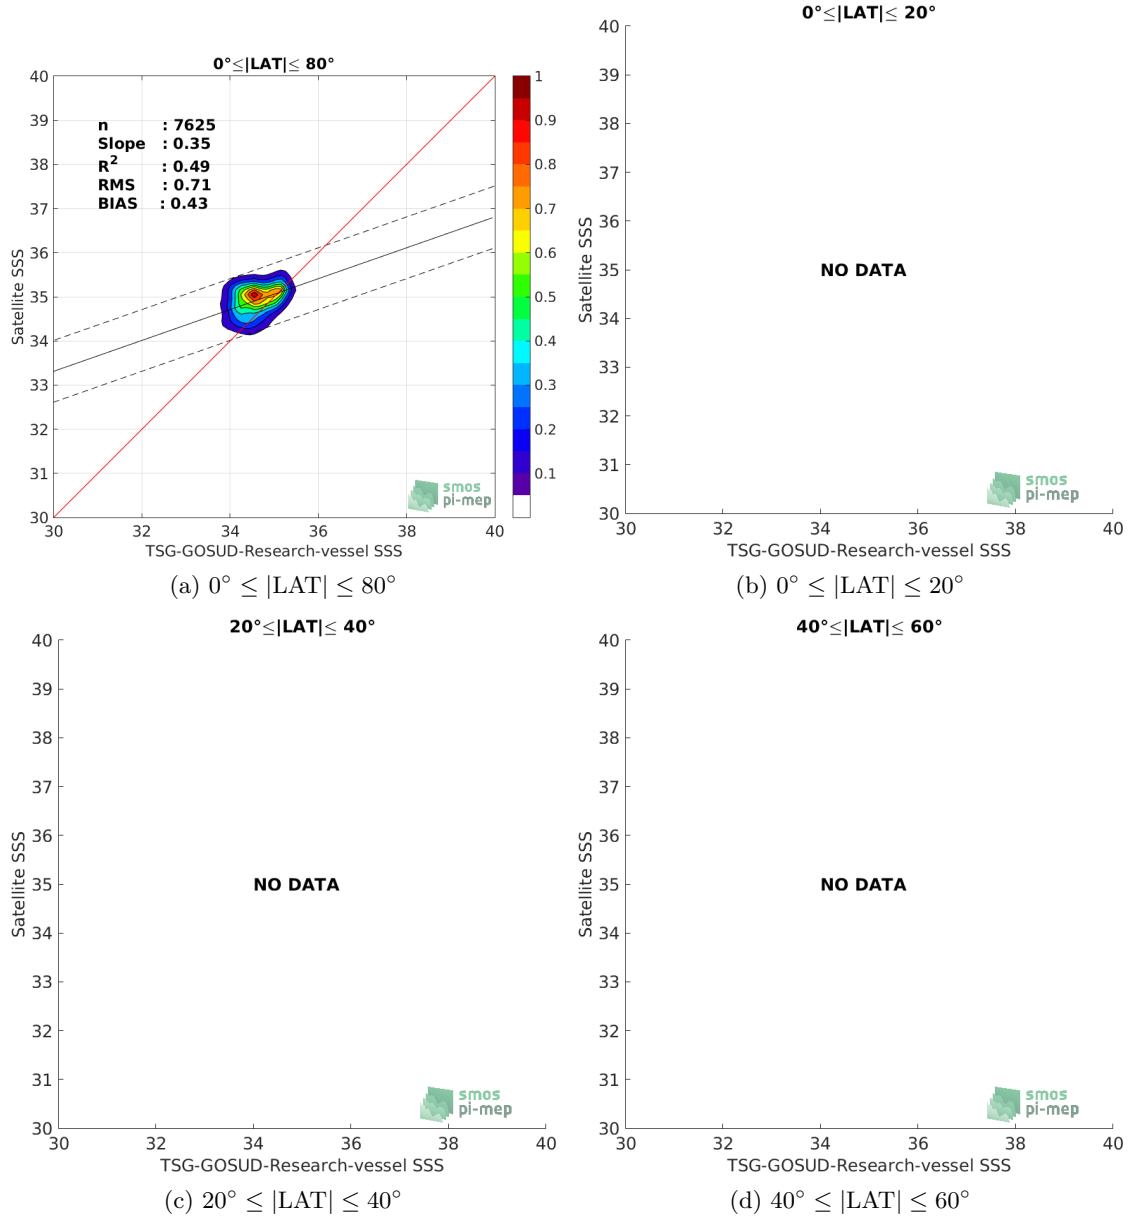 0°≤|LAT|≤ 80°
n : 7625
Slope : 0.35
R² : 0.49
RMS : 0.71
BIAS : 0.43
40
39
38
37
36
35
34
33
32
31
30
30 32 34 36 38 40
1
0.9
0.8
0.7
0.6
0.5
0.4
0.3
0.2
0.1
Satellite SSS
TSG-GOSUD-Research-vessel SSS
smos
pi-mep
(a) 0° ≤ |LAT| ≤ 80°
0°≤|LAT|≤ 20°
40
39
38
37
36
35
34
33
32
31
30
30 32 34 36 38 40
Satellite SSS
NO DATA
smos
pi-mep
TSG-GOSUD-Research-vessel SSS
(b) 0° ≤ |LAT| ≤ 20°
20°≤|LAT|≤ 40°
40
39
38
37
36
35
34
33
32
31
30
30 32 34 36 38 40
Satellite SSS
NO DATA
smos
pi-mep
TSG-GOSUD-Research-vessel SSS
(c) 20° ≤ |LAT| ≤ 40°
40°≤|LAT|≤ 60°
40
39
38
37
36
35
34
33
32
31
30
30 32 34 36 38 40
Satellite SSS
NO DATA
smos
pi-mep
TSG-GOSUD-Research-vessel SSS
(d) 40° ≤ |LAT| ≤ 60°